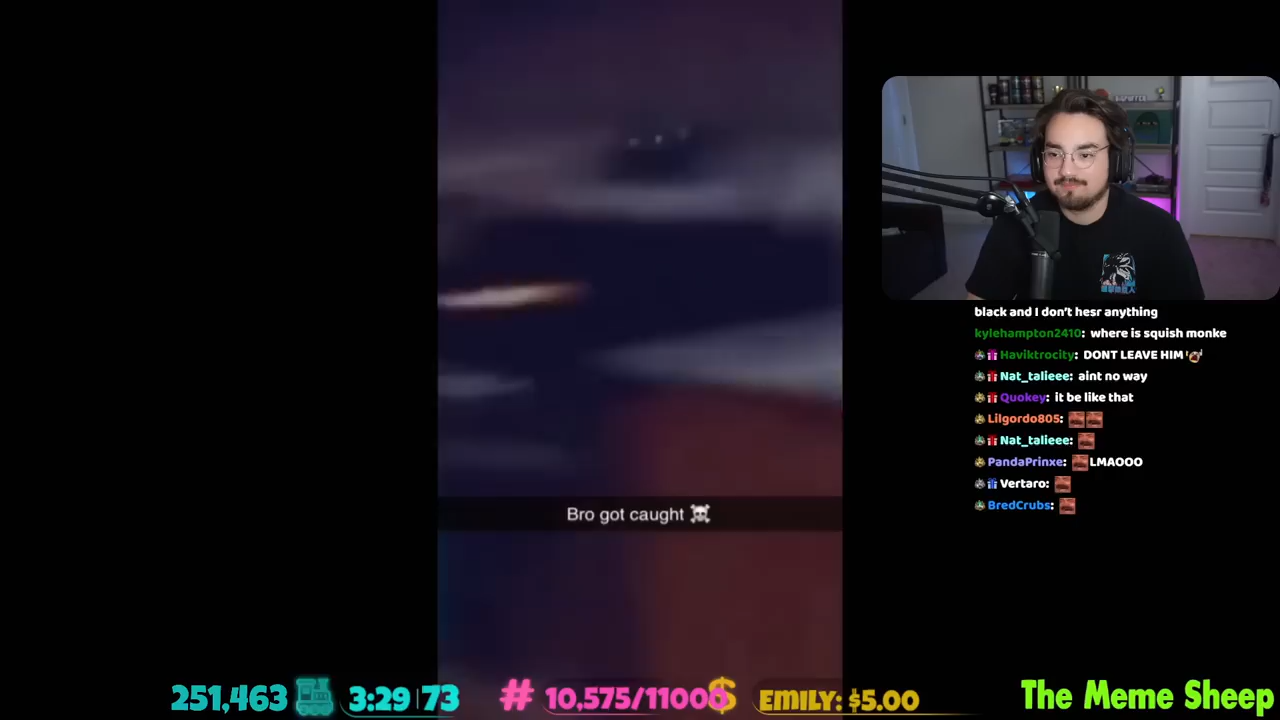 black and I don't hesr anything
kylehampton2410: where is squish monke
Haviktrocity: DONT LEAVE HIM
Nat_talieee: aint no way
Quokey: it be like that
Lilgordo805:
Nat_talieee:
PandaPrinxe: LMAOOO
Vertaro:
BredCrubs:
Bro got caught ☠️
251,463 3:29 73 # 10,575/11000 $ EMILY: $5.00 The Meme Sheep